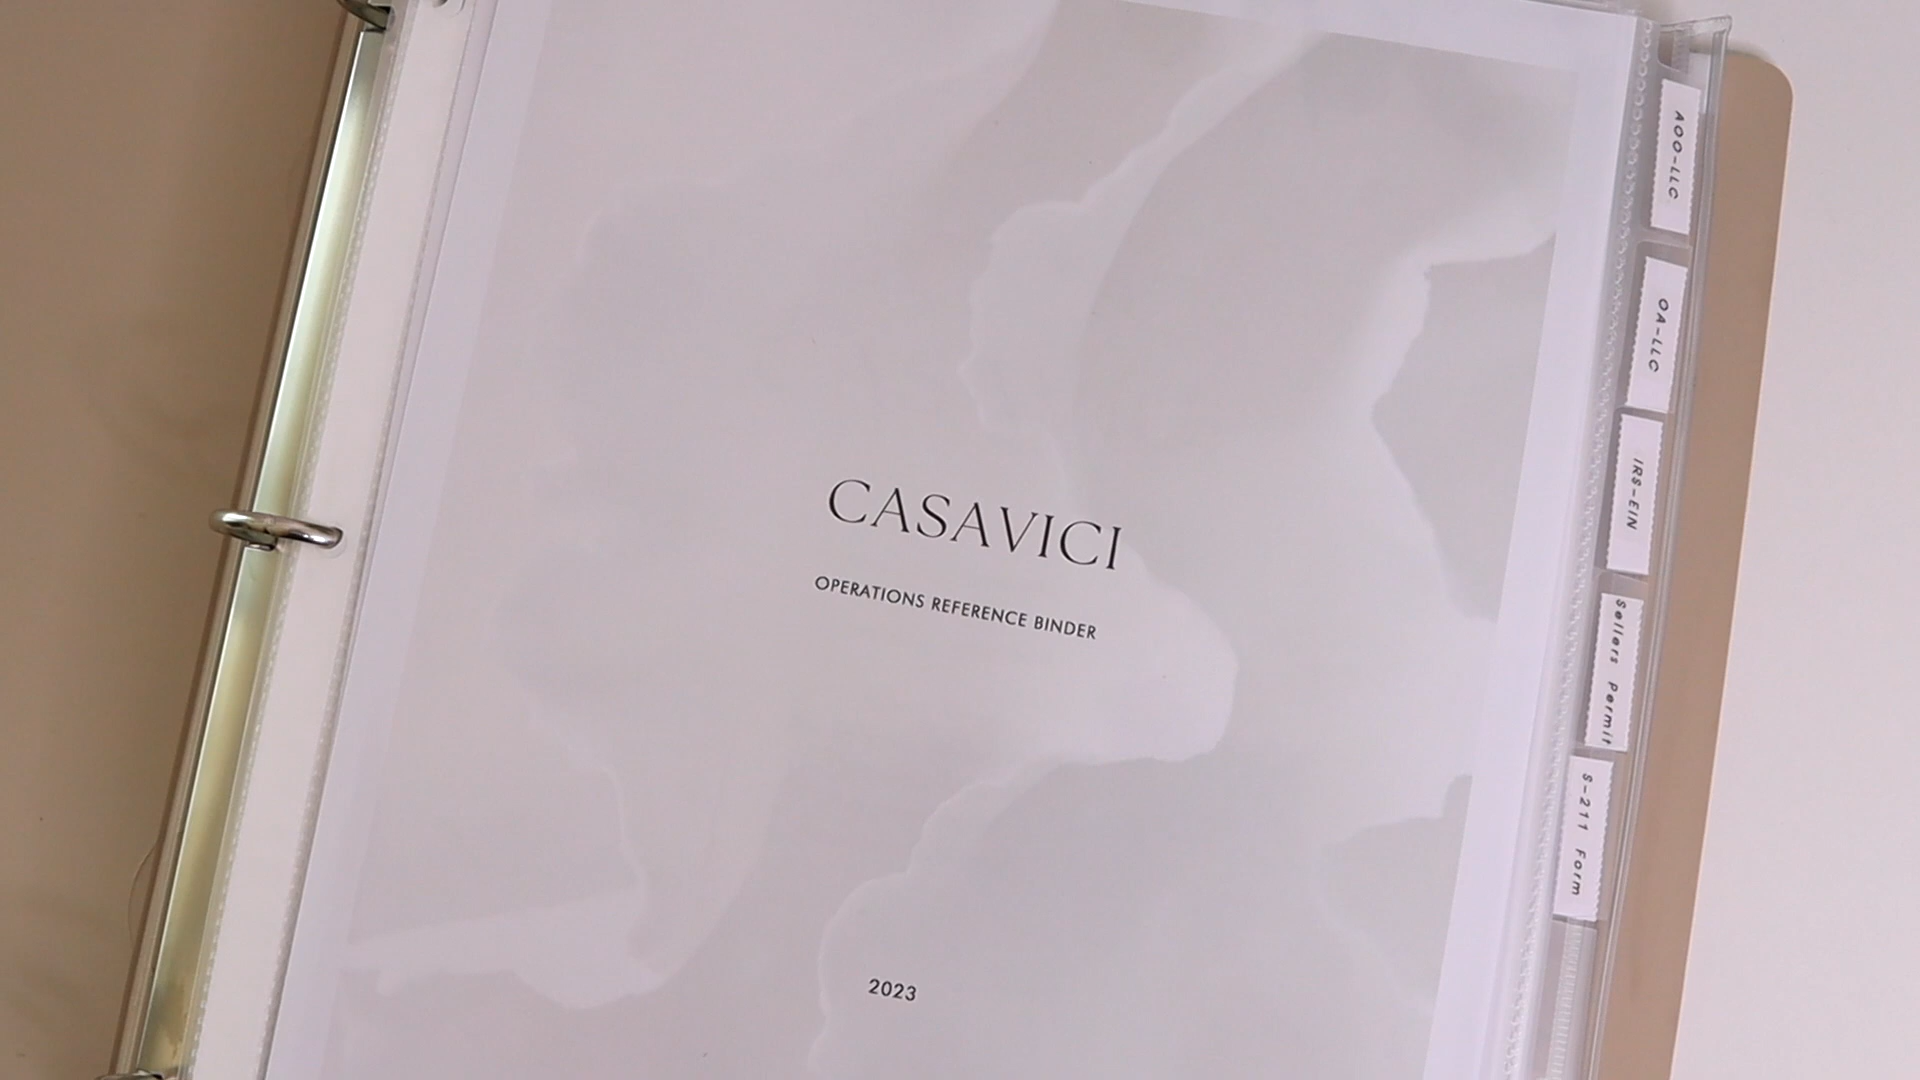 CASAVICI
OPERATIONS REFERENCE BINDER
2023
AOO-LLC
OA-LLC
IRS-EIN
Sellers Permit
S-211 Form